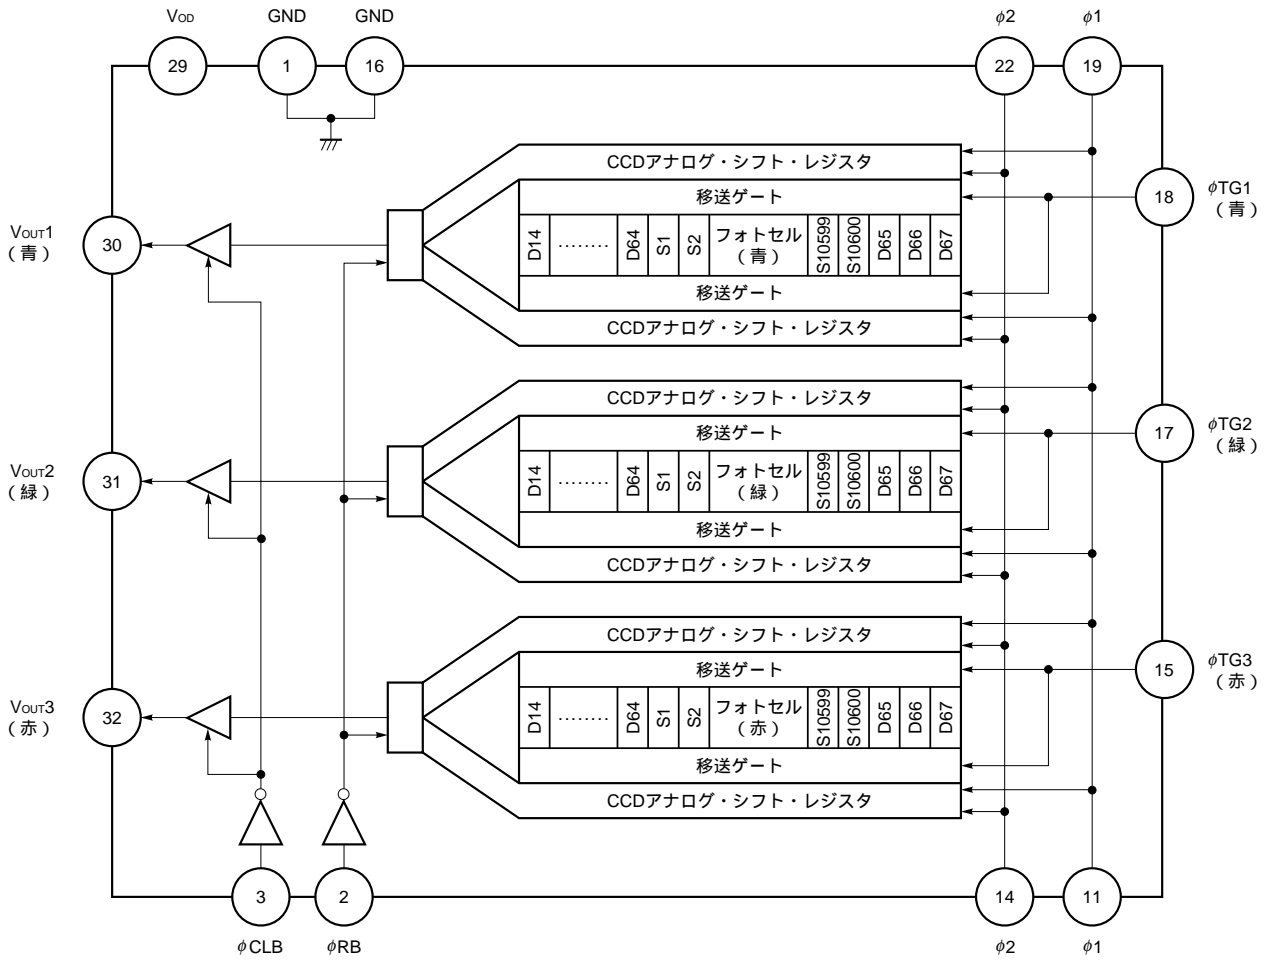 VOD GND GND φ2 φ1
29 1 16 22 19
CCDアナログ・シフト・レジスタ
移送ゲート
18 φTG1
（青）
VOUT1
（青）
30
D14 ········ D64 S1 S2 フォトセル
（青） S10599 S10600 D65 D66 D67
移送ゲート
CCDアナログ・シフト・レジスタ
CCDアナログ・シフト・レジスタ
移送ゲート
17 φTG2
（緑）
VOUT2
（緑）
31
D14 ········ D64 S1 S2 フォトセル
（緑） S10599 S10600 D65 D66 D67
移送ゲート
CCDアナログ・シフト・レジスタ
CCDアナログ・シフト・レジスタ
移送ゲート
15 φTG3
（赤）
VOUT3
（赤）
32
D14 ········ D64 S1 S2 フォトセル
（赤） S10599 S10600 D65 D66 D67
移送ゲート
CCDアナログ・シフト・レジスタ
3 2 14 11
φCLB φRB φ2 φ1